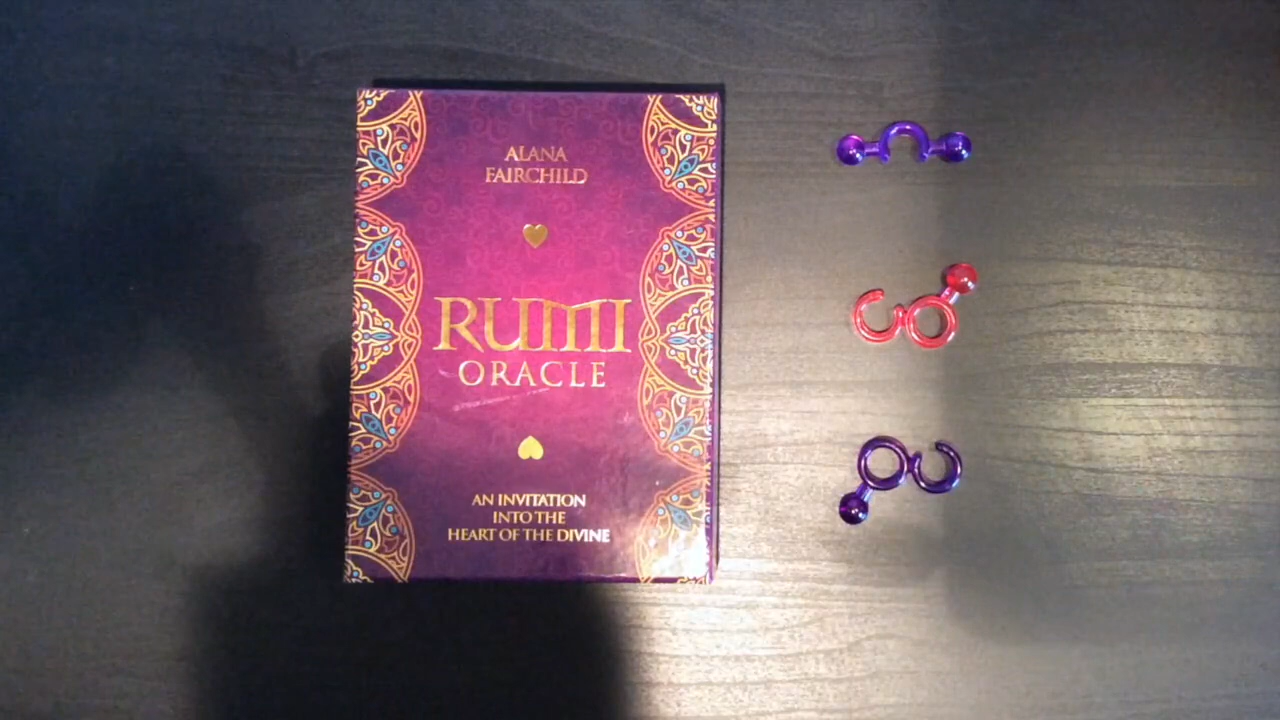 ALANA
FAIRCHILD
RUMI
ORACLE
AN INVITATION
INTO THE
HEART OF THE DIVINE